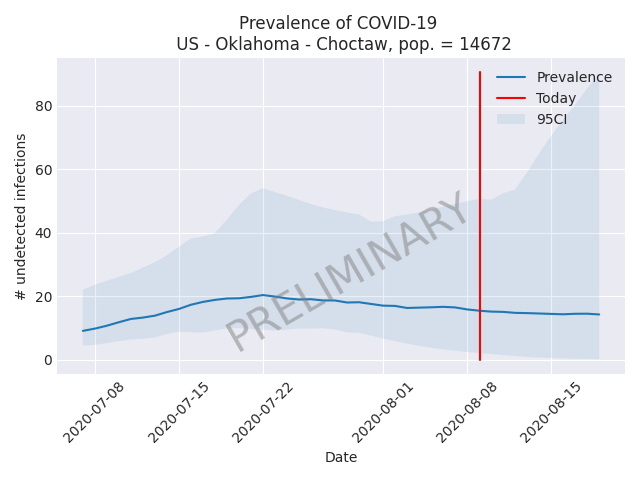 Prevalence of COVID-19
US - Oklahoma - Choctaw, pop. = 14672
Prevalence
Today
95CI
80
60
40
20
0
# undetected infections
PRELIMINARY
2020-07-08
2020-07-15
2020-07-22
2020-08-01
2020-08-08
2020-08-15
Date